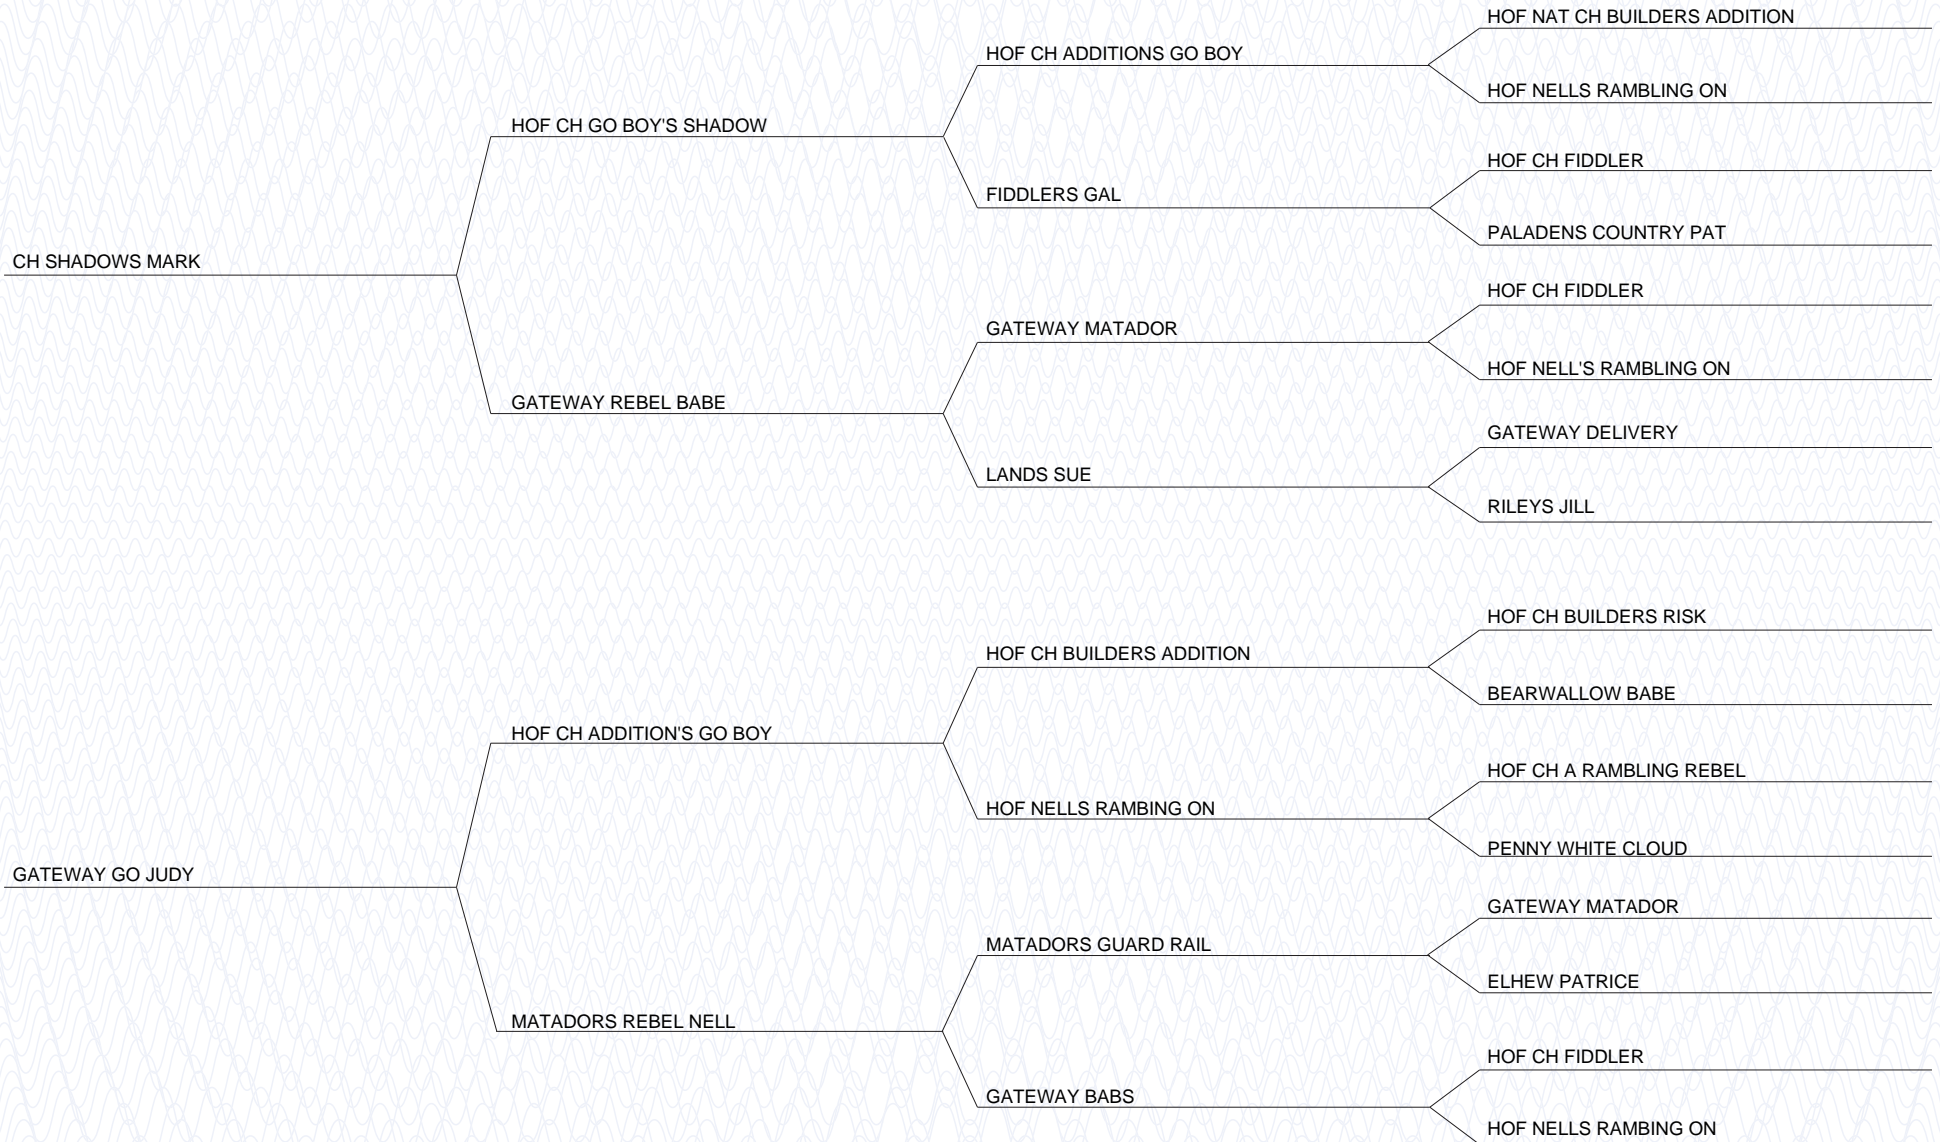 HOF NAT CH BUILDERS ADDITION
HOF CH ADDITIONS GO BOY
HOF NELLS RAMBLING ON
HOF CH GO BOY'S SHADOW
HOF CH FIDDLER
FIDDLERS GAL
PALADENS COUNTRY PAT
CH SHADOWS MARK
HOF CH FIDDLER
GATEWAY MATADOR
HOF NELL'S RAMBLING ON
GATEWAY REBEL BABE
GATEWAY DELIVERY
LANDS SUE
RILEYS JILL
HOF CH BUILDERS RISK
HOF CH BUILDERS ADDITION
BEARWALLOW BABE
HOF CH ADDITION'S GO BOY
HOF CH A RAMBLING REBEL
HOF NELLS RAMBING ON
PENNY WHITE CLOUD
GATEWAY GO JUDY
GATEWAY MATADOR
MATADORS GUARD RAIL
ELHEW PATRICE
MATADORS REBEL NELL
HOF CH FIDDLER
GATEWAY BABS
HOF NELLS RAMBING ON